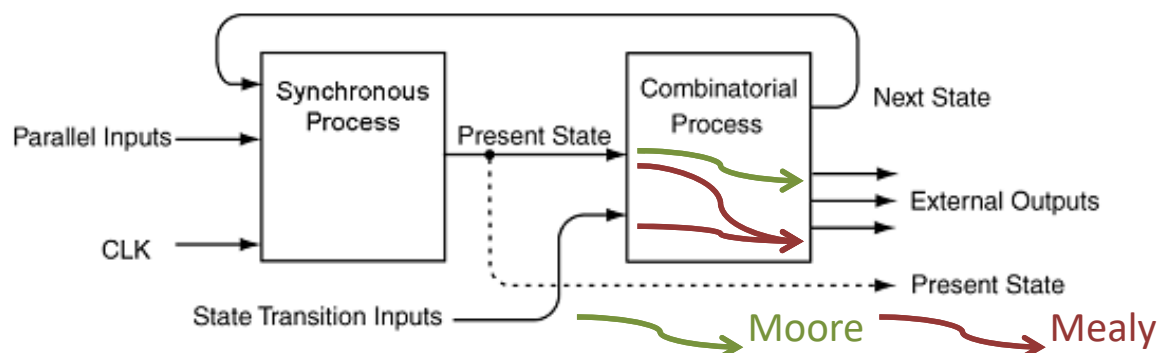 Synchronous
Process
Combinatorial
Process
Next State
Parallel Inputs
Present State
External Outputs
CLK
Present State
State Transition Inputs
Moore
Mealy